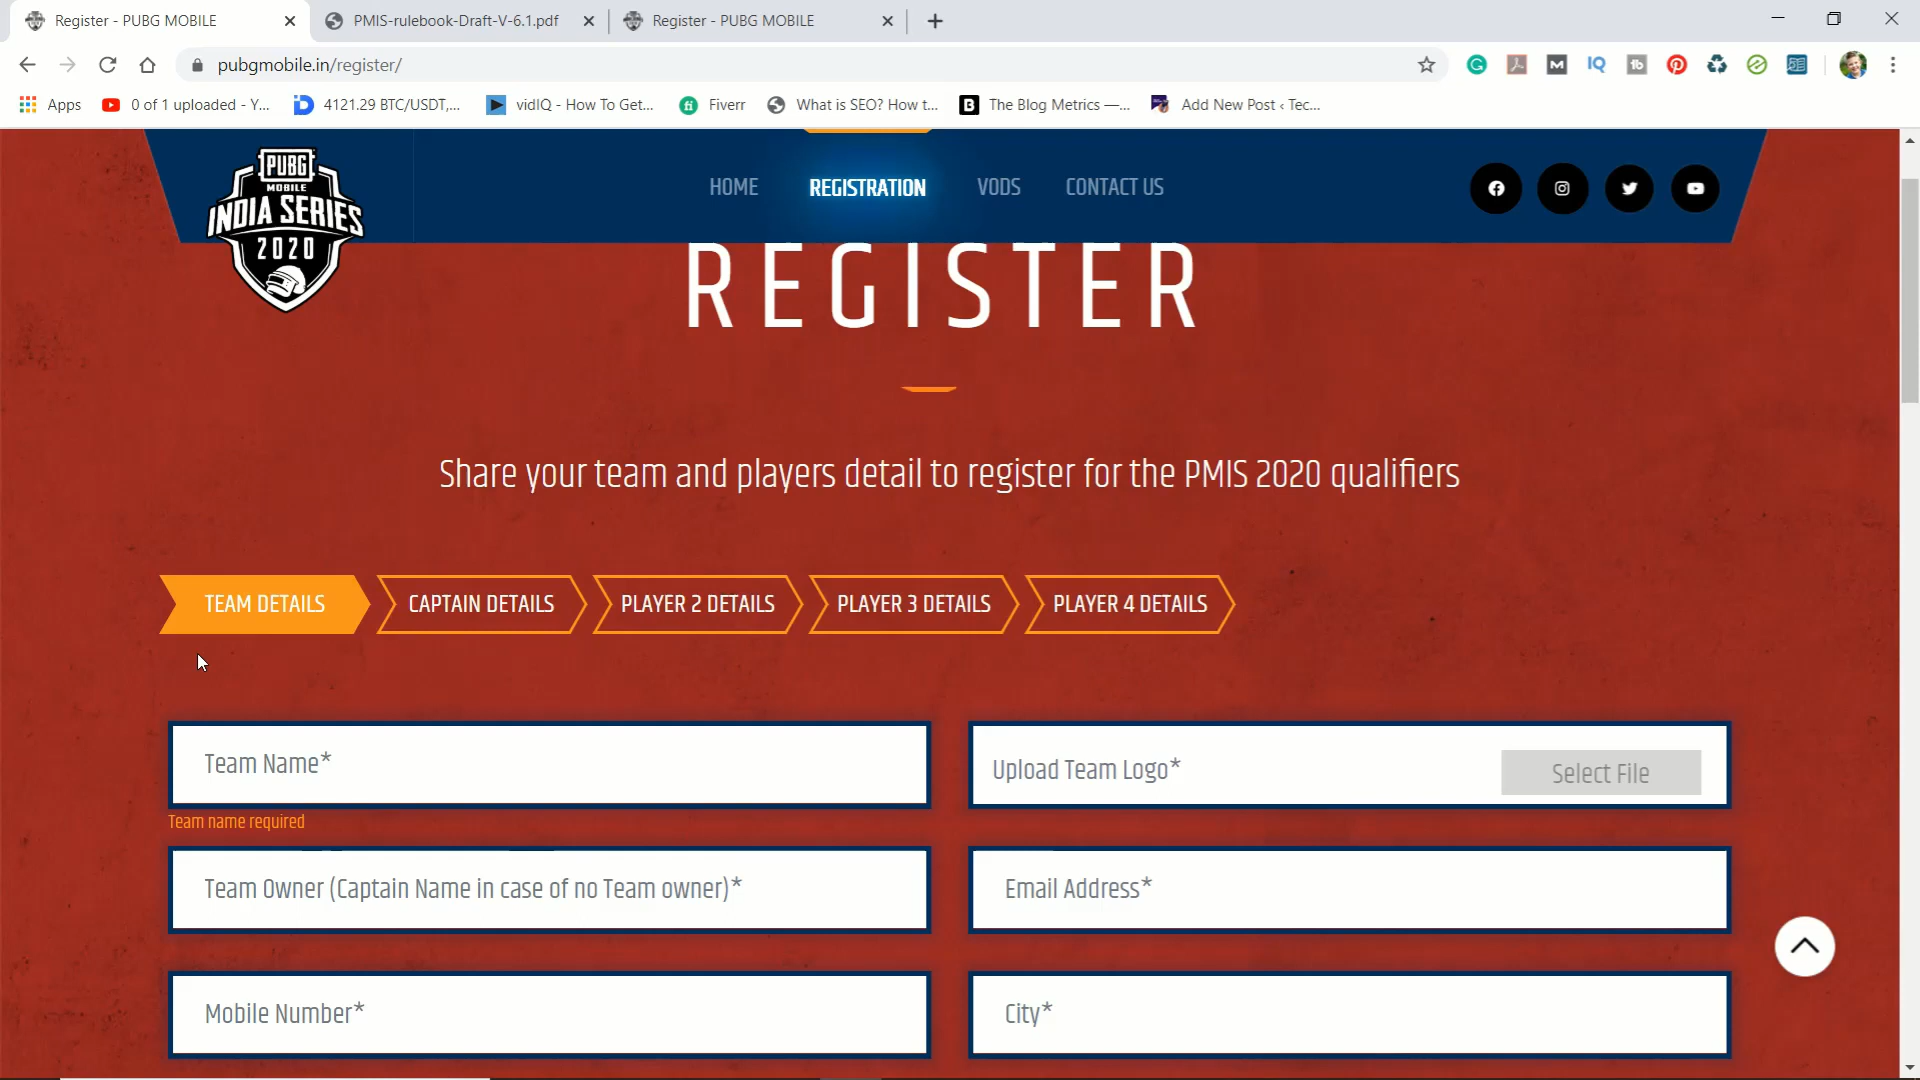 Register - PUBG MOBILE
PMIS-rulebook-Draft-V-6.1.pdf
Register - PUBG MOBILE
pubgmobile.in/register/
Apps
0 of 1 uploaded - Y...
4121.29 BTC/USDT,...
vidIQ - How To Get...
Fiverr
What is SEO? How t...
The Blog Metrics —...
Add New Post ‹ Tec...
PUBG
MOBILE
INDIA SERIES
2020
HOME
REGISTRATION
VODS
CONTACT US
REGISTER
Share your team and players detail to register for the PMIS 2020 qualifiers
TEAM DETAILS
CAPTAIN DETAILS
PLAYER 2 DETAILS
PLAYER 3 DETAILS
PLAYER 4 DETAILS
Team Name*
Upload Team Logo*
Select File
Team name required
Team Owner (Captain Name in case of no Team owner)*
Email Address*
Mobile Number*
City*